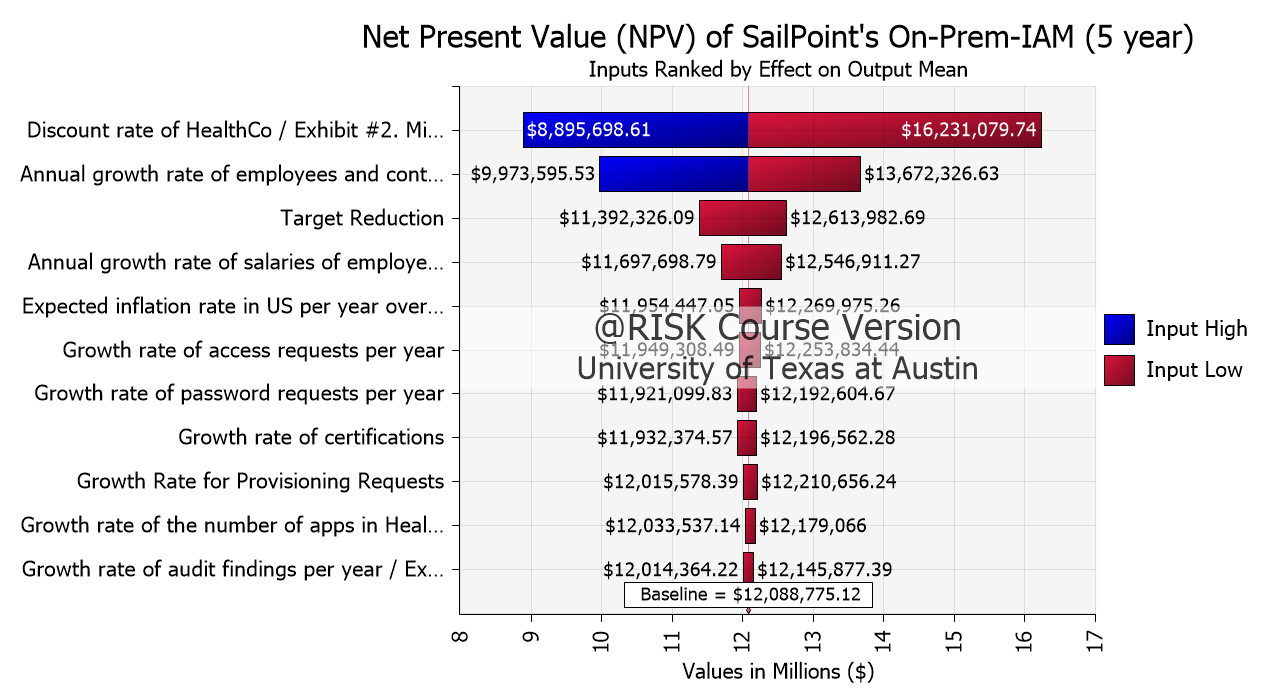 Net Present Value (NPV) of SailPoint's On-Prem-IAM (5 year)
Inputs Ranked by Effect on Output Mean
Discount rate of HealthCo / Exhibit #2. Mi... $8,895,698.61 $16,231,079.74
Annual growth rate of employees and cont... $9,973,595.53 $13,672,326.63
Target Reduction $11,392,326.09 $12,613,982.69
Annual growth rate of salaries of employe... $11,697,698.79 $12,546,911.27
Expected inflation rate in US per year over... $11,954,447.05 $12,269,975.26
@RISK Course Version
Growth rate of access requests per year $11,949,308.49 $12,253,834.44
University of Texas at Austin
Growth rate of password requests per year $11,921,099.83 $12,192,604.67
Growth rate of certifications $11,932,374.57 $12,196,562.28
Growth Rate for Provisioning Requests $12,015,578.39 $12,210,656.24
Growth rate of the number of apps in Heal... $12,033,537.14 $12,179,066
Growth rate of audit findings per year / Ex... $12,014,364.22 $12,145,877.39
Baseline = $12,088,775.12
8 9 10 11 12 13 14 15 16 17
Values in Millions ($)
Input High
Input Low